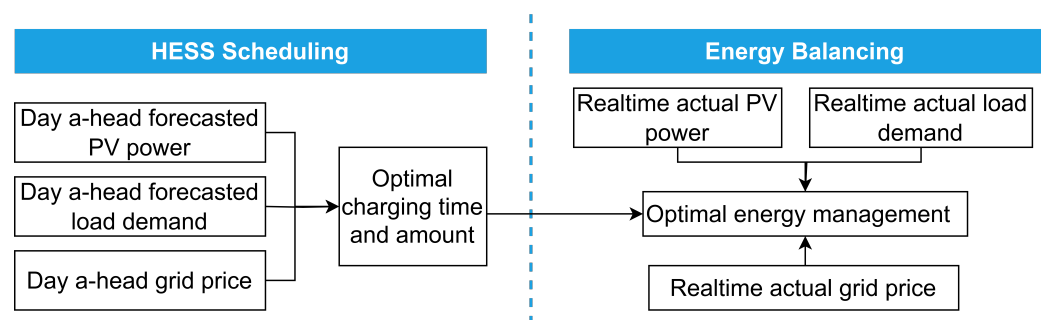 HESS Scheduling
Day a-head forecasted
PV power
Day a-head forecasted
load demand
Day a-head grid price
Optimal
charging time
and amount
Energy Balancing
Realtime actual PV
power
Realtime actual load
demand
Optimal energy management
Realtime actual grid price